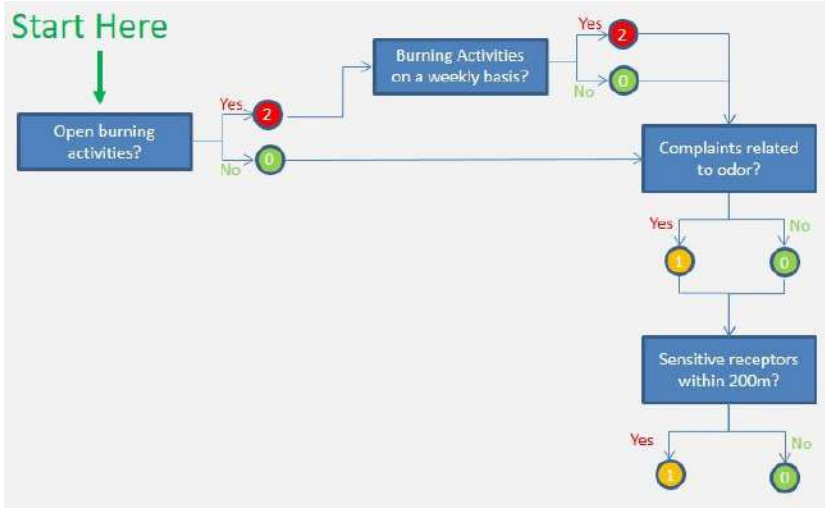 Start Here
Open burning
activities?
Yes
2
No
0
Burning Activities
on a weekly basis?
Yes
2
No
0
Complaints related
to odor?
Yes
1
No
0
Sensitive receptors
within 200m?
Yes
1
No
0